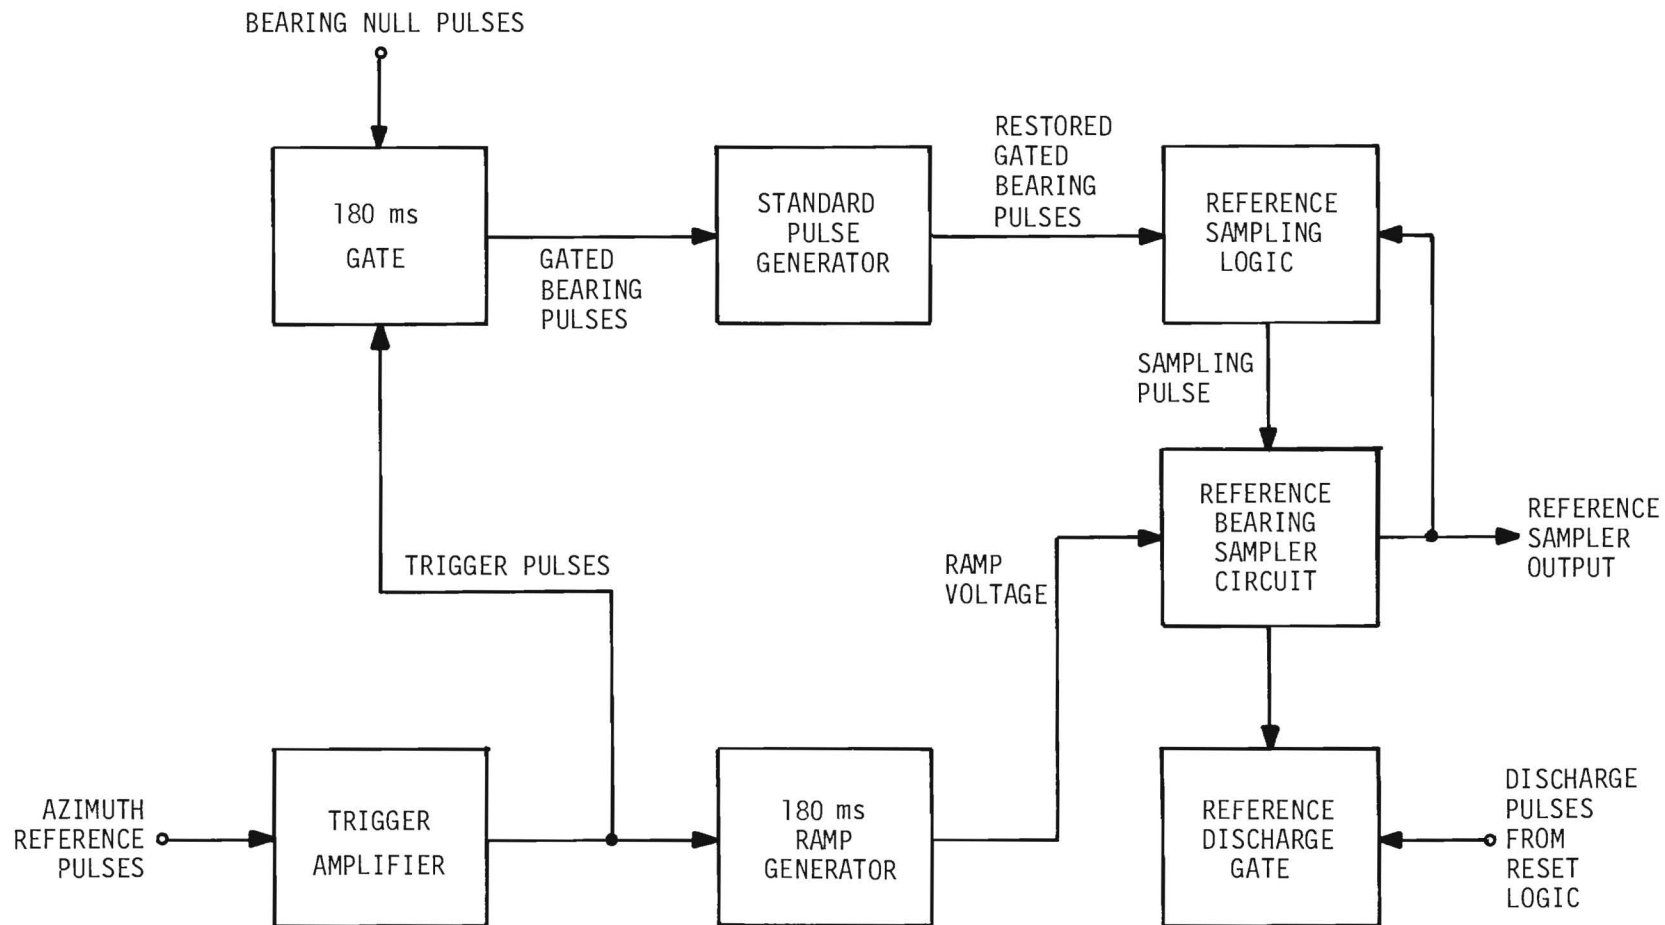 BEARING NULL PULSES
180 ms
GATE
GATED
BEARING
PULSES
STANDARD
PULSE
GENERATOR
RESTORED
GATED
BEARING
PULSES
REFERENCE
SAMPLING
LOGIC
SAMPLING
PULSE
TRIGGER PULSES
RAMP
VOLTAGE
REFERENCE
BEARING
SAMPLER
CIRCUIT
REFERENCE
SAMPLER
OUTPUT
AZIMUTH
REFERENCE
PULSES
TRIGGER
AMPLIFIER
180 ms
RAMP
GENERATOR
REFERENCE
DISCHARGE
GATE
DISCHARGE
PULSES
FROM
RESET
LOGIC